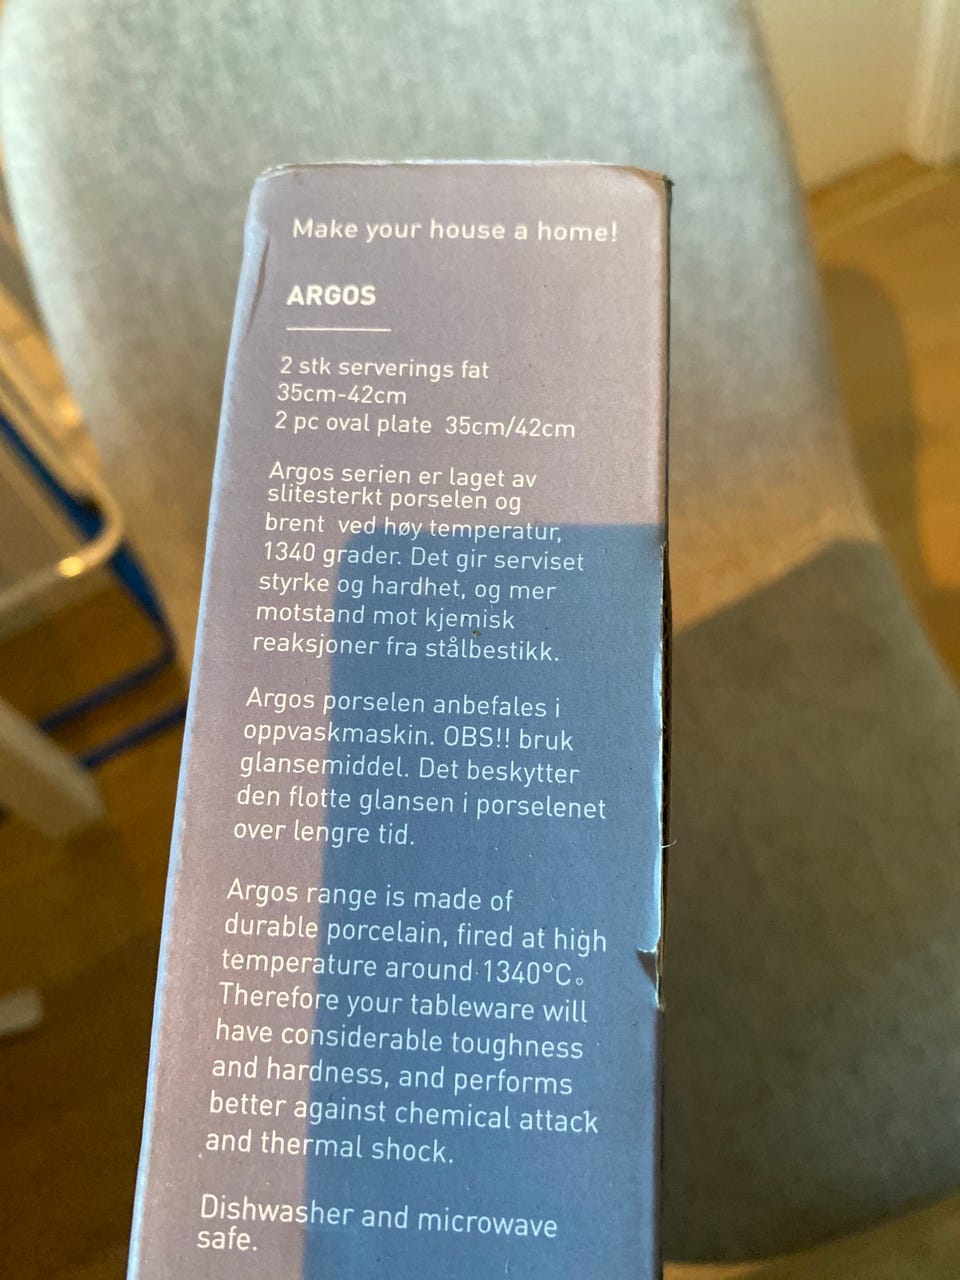 Make your house a home!
ARGOS
2 stk serverings fat
35cm-42cm
2 pc oval plate 35cm/42cm
Argos serien er laget av
slitesterkt porselen og
brent ved høy temperatur,
1340 grader. Det gir serviset
styrke og hardhet, og mer
motstand mot kjemisk
reaksjoner fra stålbestikk.
Argos porselen anbefales i
oppvaskmaskin. OBS!! bruk
glansemiddel. Det beskytter
den flotte glansen i porselenet
over lengre tid.
Argos range is made of
durable porcelain, fired at high
temperature around 1340°C。
Therefore your tableware will
have considerable toughness
and hardness, and performs
better against chemical attack
and thermal shock.
Dishwasher and microwave
safe.